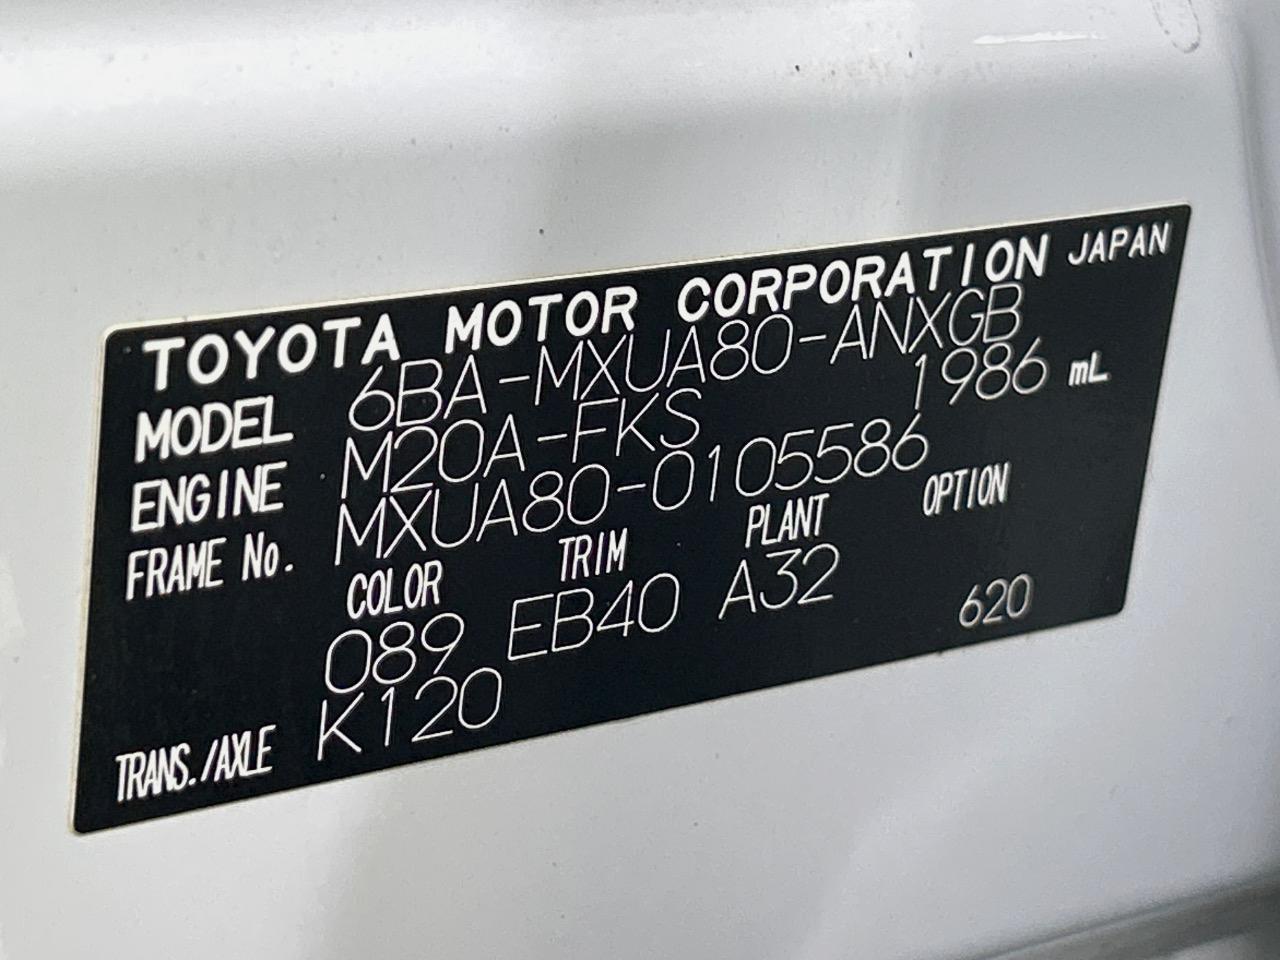 TOYOTA MOTOR CORPORATION JAPAN
MODEL 6BA-MXUA80-ANXGB
ENGINE M20A-FKS 1986 mL
FRAME No. MXUA80-0105586
COLOR TRIM PLANT OPTION
089 EB40 A32 620
TRANS./AXLE K120